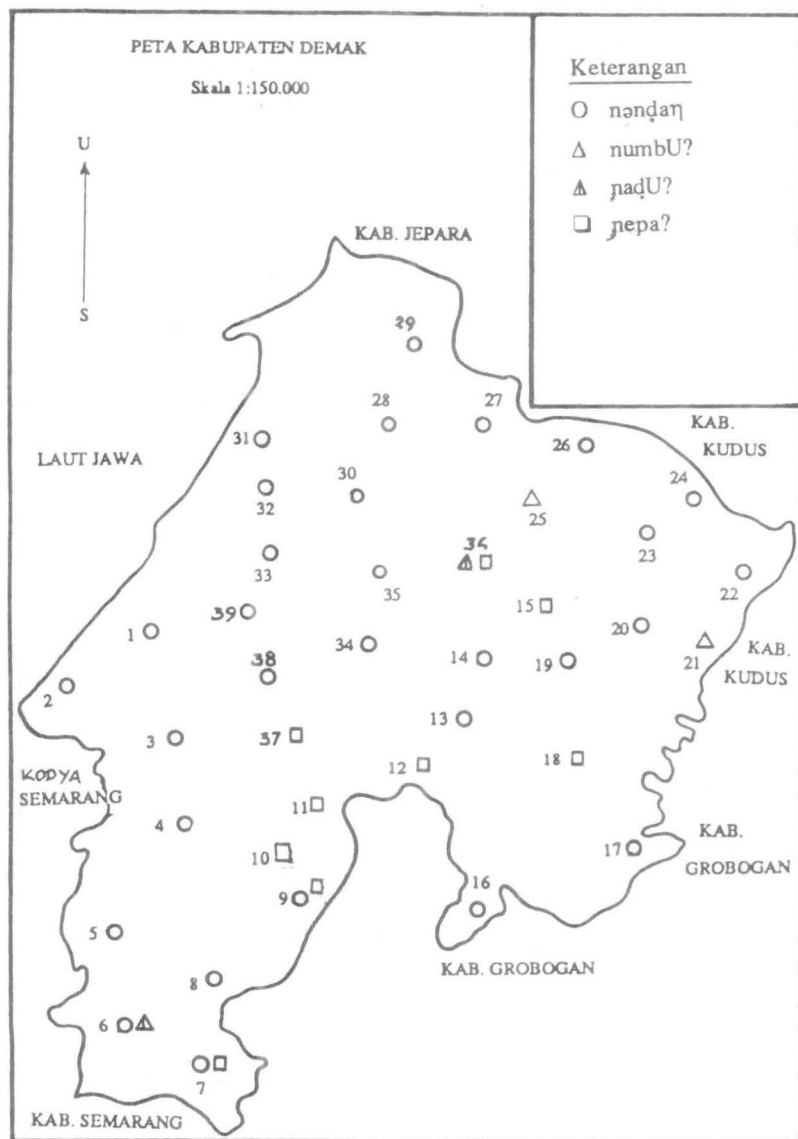 PETA KABUPATEN DEMAK
Skala 1:150.000
Keterangan
nənḍaŋ
numbU?
ɲaḍU?
ɲepa?
U
S
KAB. JEPARA
29
28
27
KAB.
KUDUS
31
26
LAUT JAWA
30
24
32
25
36
23
33
35
22
15
39
20
1
34
14
19
21
KAB.
KUDUS
38
2
13
3
37
18
12
KODYA
SEMARANG
11
4
KAB.
GROBOGAN
17
10
9
16
5
KAB. GROBOGAN
8
6
7
KAB. SEMARANG